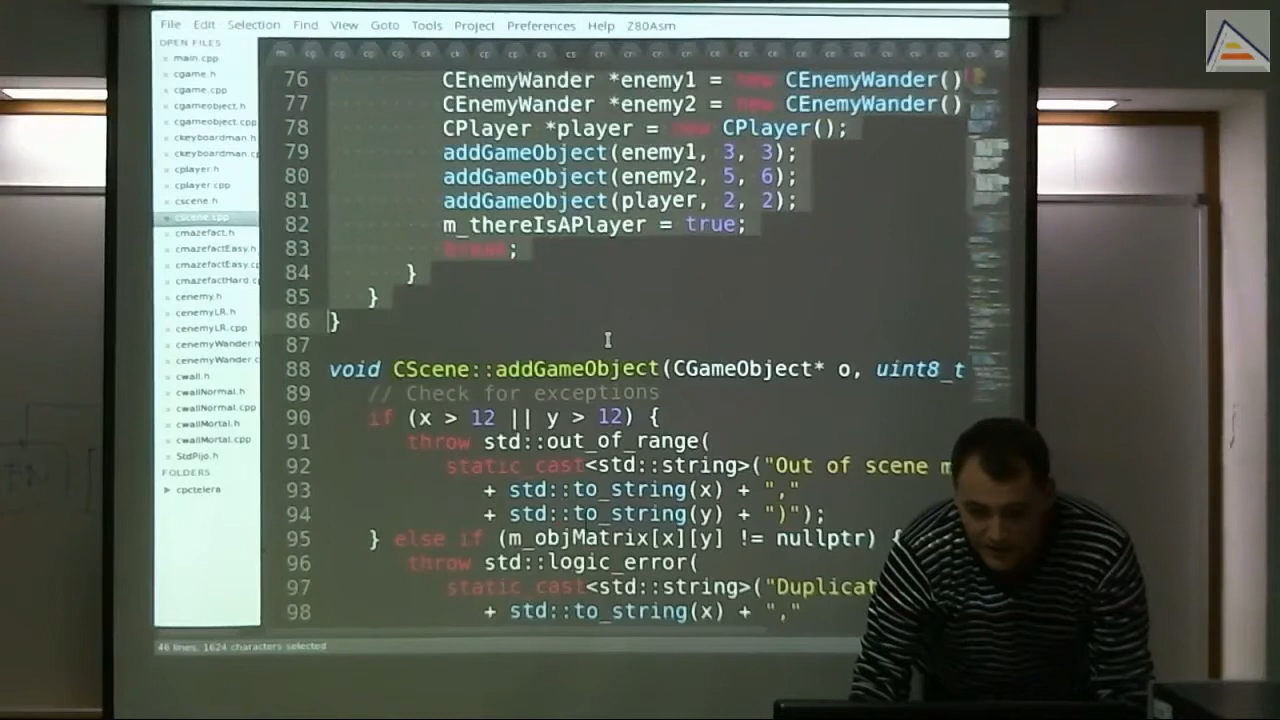 File Edit Selection Find View Goto Tools Project Preferences Help Z80Asm
OPEN FILES
main.cpp
cgame.h
cgame.cpp
cgameobject.h
cgameobject.cpp
ckeyboardman.h
ckeyboardman.cp
cplayer.h
cplayer.cpp
cscene.h
cscene.cpp
cmazefact.h
cmazefactEasy.h
cmazefactEasy.cp
cmazefactHard.c
cenemy.h
cenemyLR.h
cenemyLR.cpp
cenemyWander.h
cenemyWander.c
cwall.h
cwallNormal.h
cwallNormal.cpp
cwallMortal.h
cwallMortal.cpp
StdPijo.h
FOLDERS
cpctelera
76 CEnemyWander *enemy1 = new CEnemyWander()
77 CEnemyWander *enemy2 = new CEnemyWander()
78 CPlayer *player = new CPlayer();
79 addGameObject(enemy1, 3, 3);
80 addGameObject(enemy2, 5, 6);
81 addGameObject(player, 2, 2);
82 m_thereIsAPlayer = true;
83 break;
84 }
85 }
86 }
87
88 void CScene::addGameObject(CGameObject* o, uint8_t
89 // Check for exceptions
90 if (x > 12 || y > 12) {
91 throw std::out_of_range(
92 static_cast<std::string>("Out of scene m
93 + std::to_string(x) + ","
94 + std::to_string(y) + ")");
95 } else if (m_objMatrix[x][y] != nullptr) {
96 throw std::logic_error(
97 static_cast<std::string>("Duplicat
98 + std::to_string(x) + ","
48 lines, 1624 characters selected